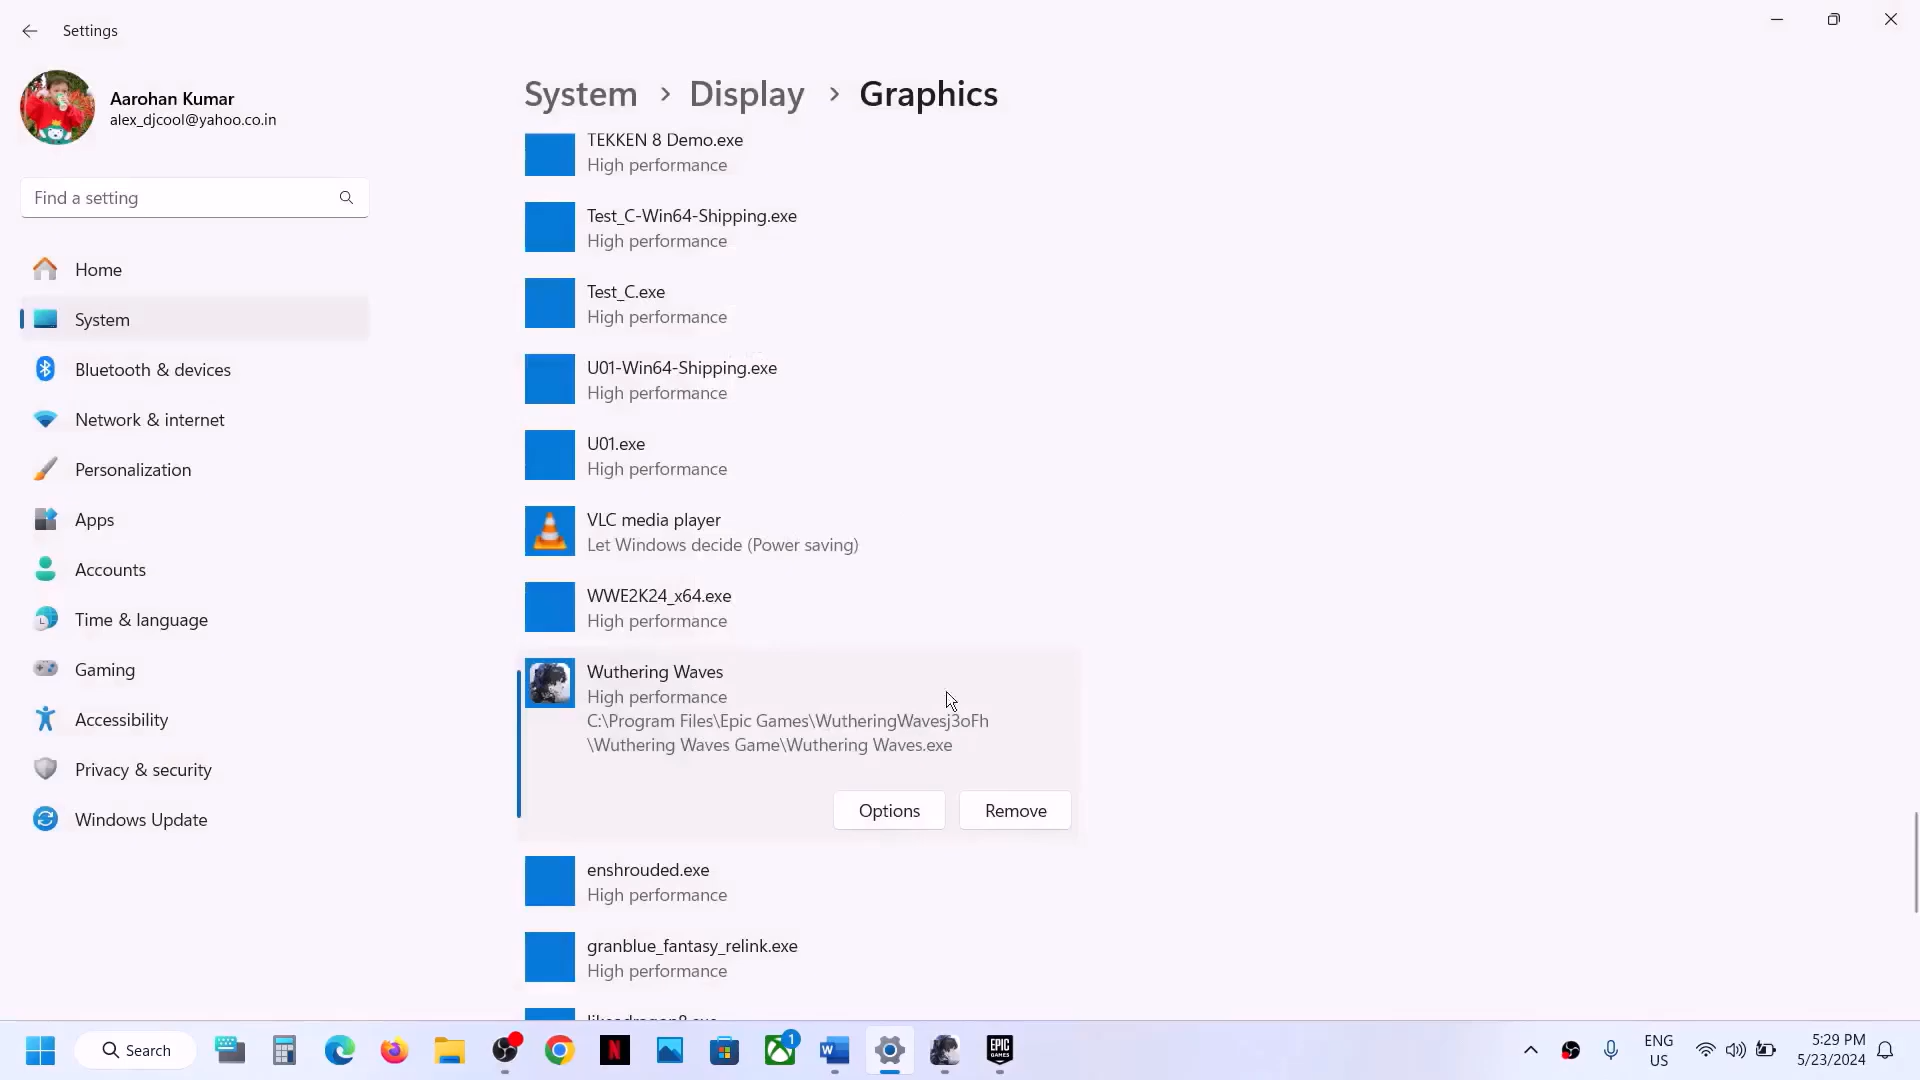 Settings
Aarohan Kumar
alex_djcool@yahoo.co.in
Find a setting
Home
System
Bluetooth & devices
Network & internet
Personalization
Apps
Accounts
Time & language
Gaming
Accessibility
Privacy & security
Windows Update
System > Display > Graphics
TEKKEN 8 Demo.exe
High performance
Test_C-Win64-Shipping.exe
High performance
Test_C.exe
High performance
U01-Win64-Shipping.exe
High performance
U01.exe
High performance
VLC media player
Let Windows decide (Power saving)
WWE2K24_x64.exe
High performance
Wuthering Waves
High performance
C:\Program Files\Epic Games\WutheringWavesj3oFh
\Wuthering Waves Game\Wuthering Waves.exe
Options
Remove
enshrouded.exe
High performance
granblue_fantasy_relink.exe
High performance
Search
N
1
W
EPIC
GAMES
ENG
US
5:29 PM
5/23/2024